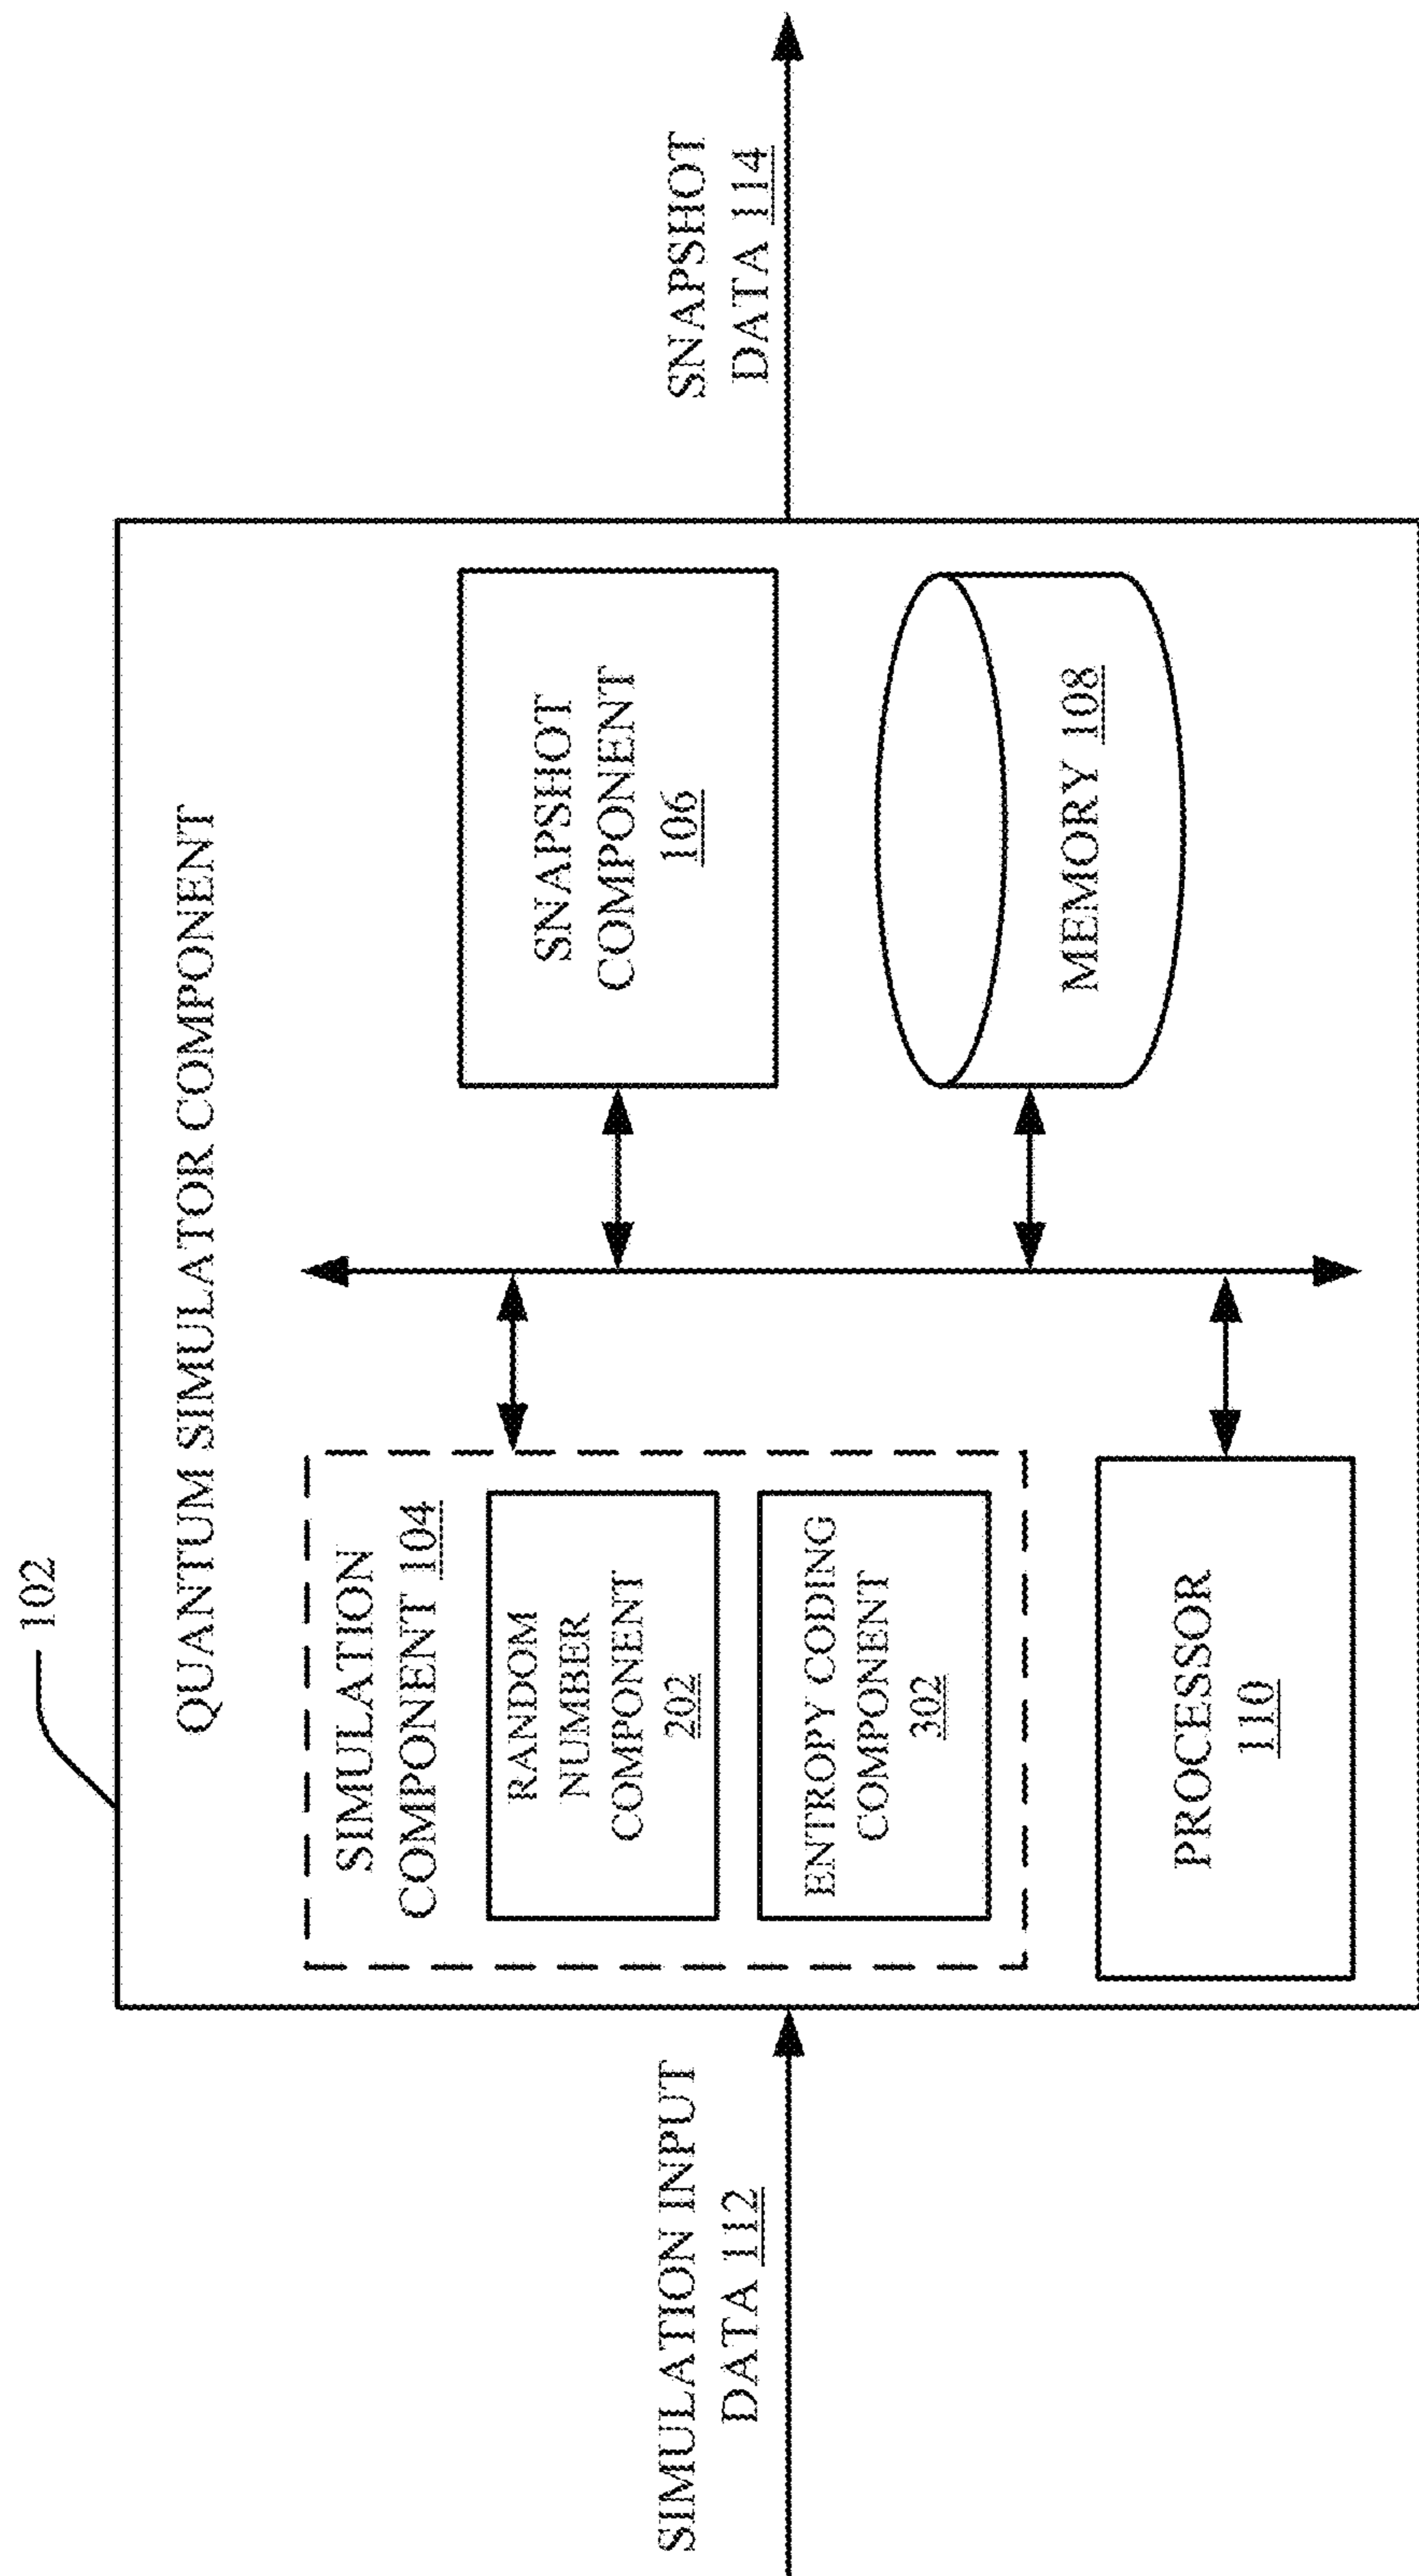 102
QUANTUM SIMULATOR COMPONENT
SIMULATION INPUT
DATA 112
SIMULATION
COMPONENT 104
RANDOM
NUMBER
COMPONENT
202
ENTROPY CODING
COMPONENT
302
PROCESSOR
110
SNAPSHOT
COMPONENT
106
MEMORY 108
SNAPSHOT
DATA 114